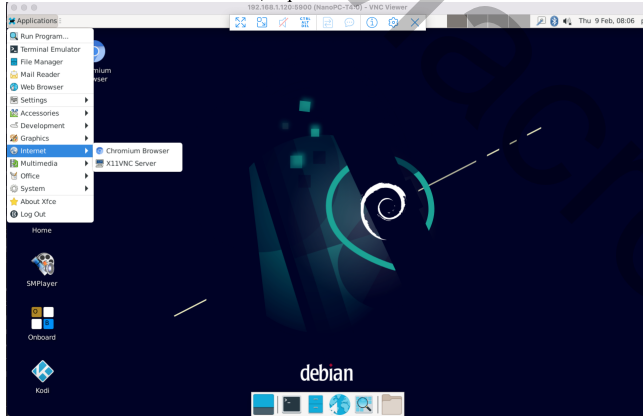 192.168.1.120:5900 (NanoPC-T4:0) - VNC Viewer
Applications
Thu 9 Feb, 08:06
Run Program...
Terminal Emulator
File Manager
Mail Reader
Web Browser
Settings
Accessories
Development
Graphics
Internet
Multimedia
Office
System
About Xfce
Log Out
Chromium Browser
X11VNC Server
mium
wser
Home
SMPlayer
Onboard
Kodi
debian